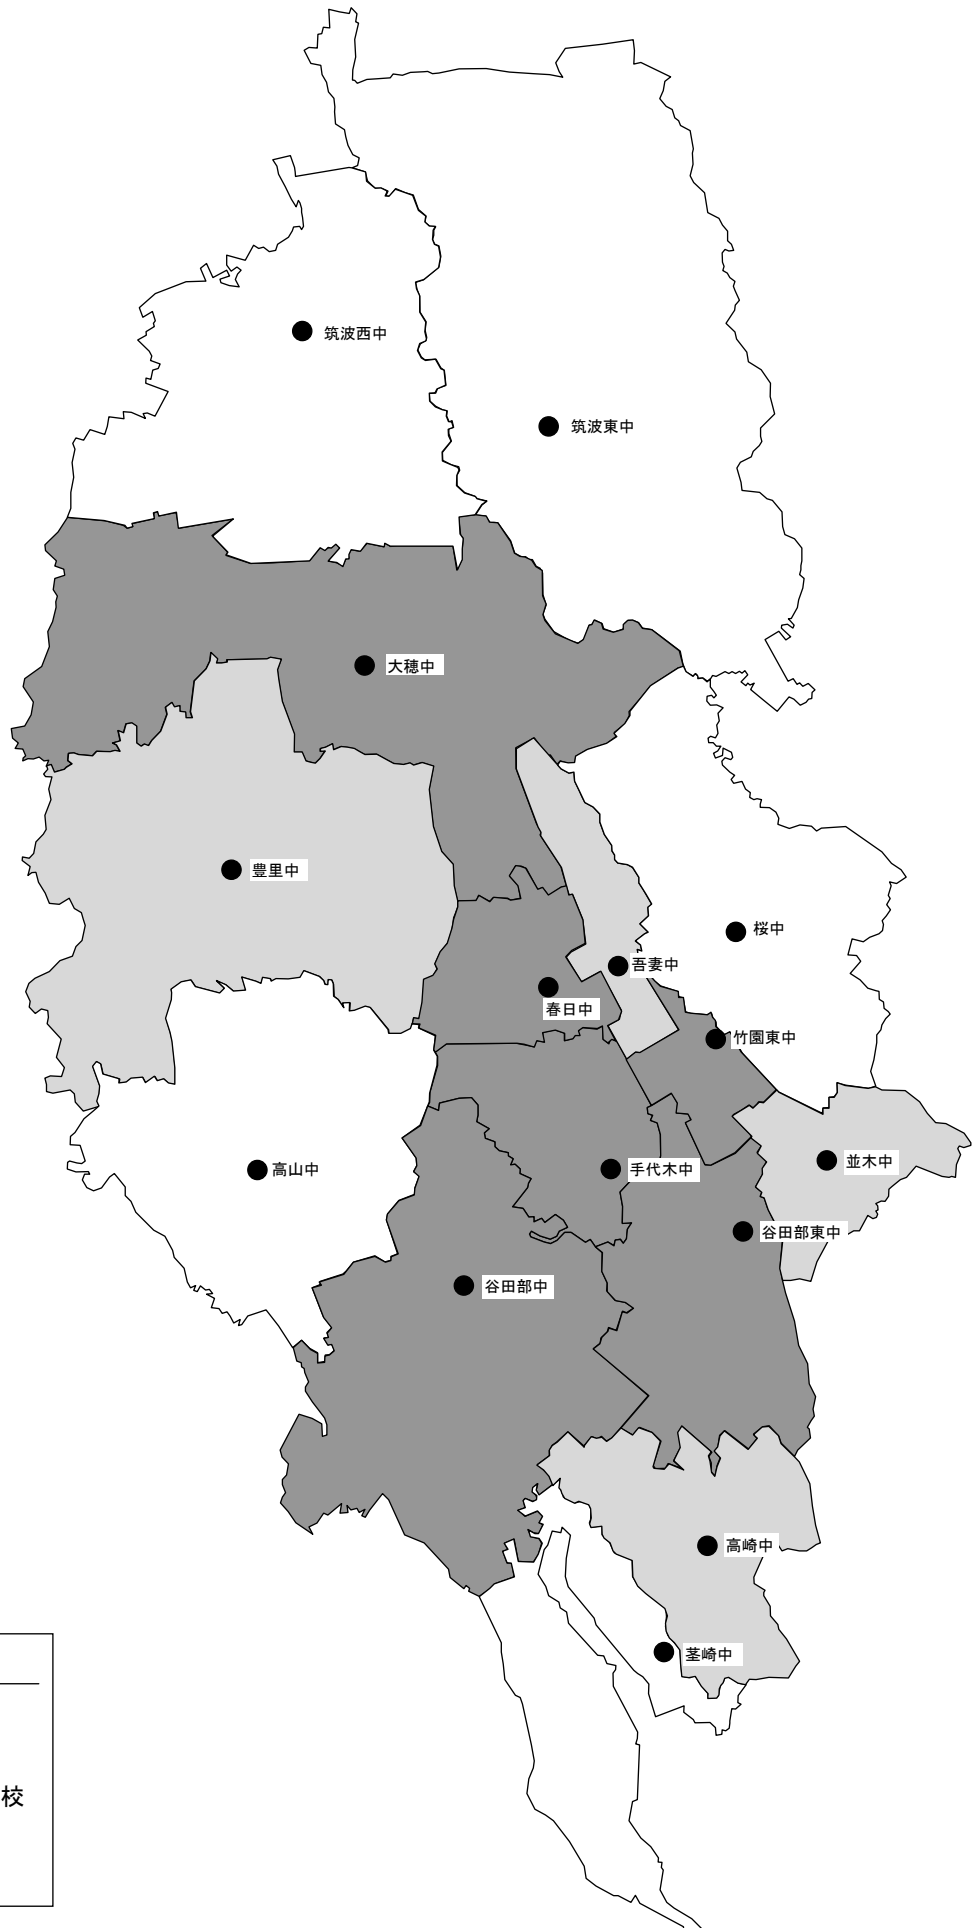 筑波西中
筑波東中
大穂中
豊里中
桜中
吾妻中
春日中
竹園東中
並木中
手代木中
高山中
谷田部東中
谷田部中
高崎中
茎崎中
校